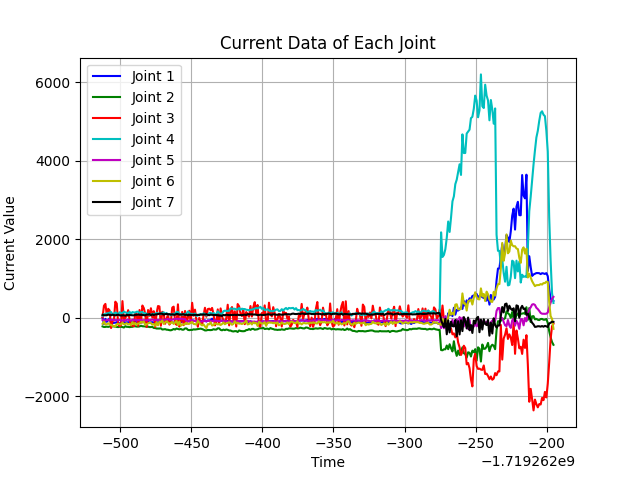 Current Data of Each Joint
Joint 1
Joint 2
Joint 3
Joint 4
Joint 5
Joint 6
Joint 7
Current Value
6000
4000
2000
0
−2000
−500
−450
−400
−350
−300
−250
−200
Time
−1.719262e9